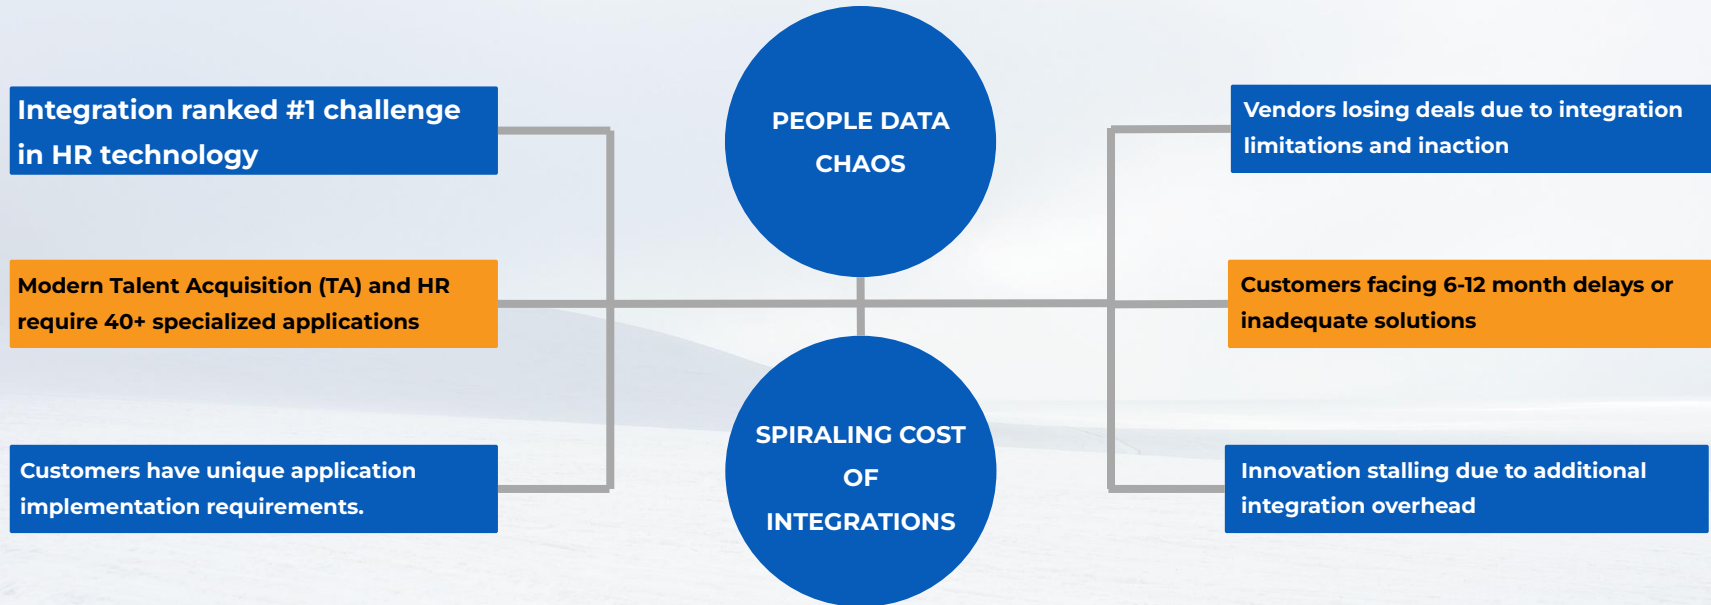 Integration ranked #1 challenge
in HR technology
Modern Talent Acquisition (TA) and HR
require 40+ specialized applications
Customers have unique application
implementation requirements.
PEOPLE DATA
CHAOS
SPIRALING COST
OF
INTEGRATIONS
Vendors losing deals due to integration
limitations and inaction
Customers facing 6-12 month delays or
inadequate solutions
Innovation stalling due to additional
integration overhead